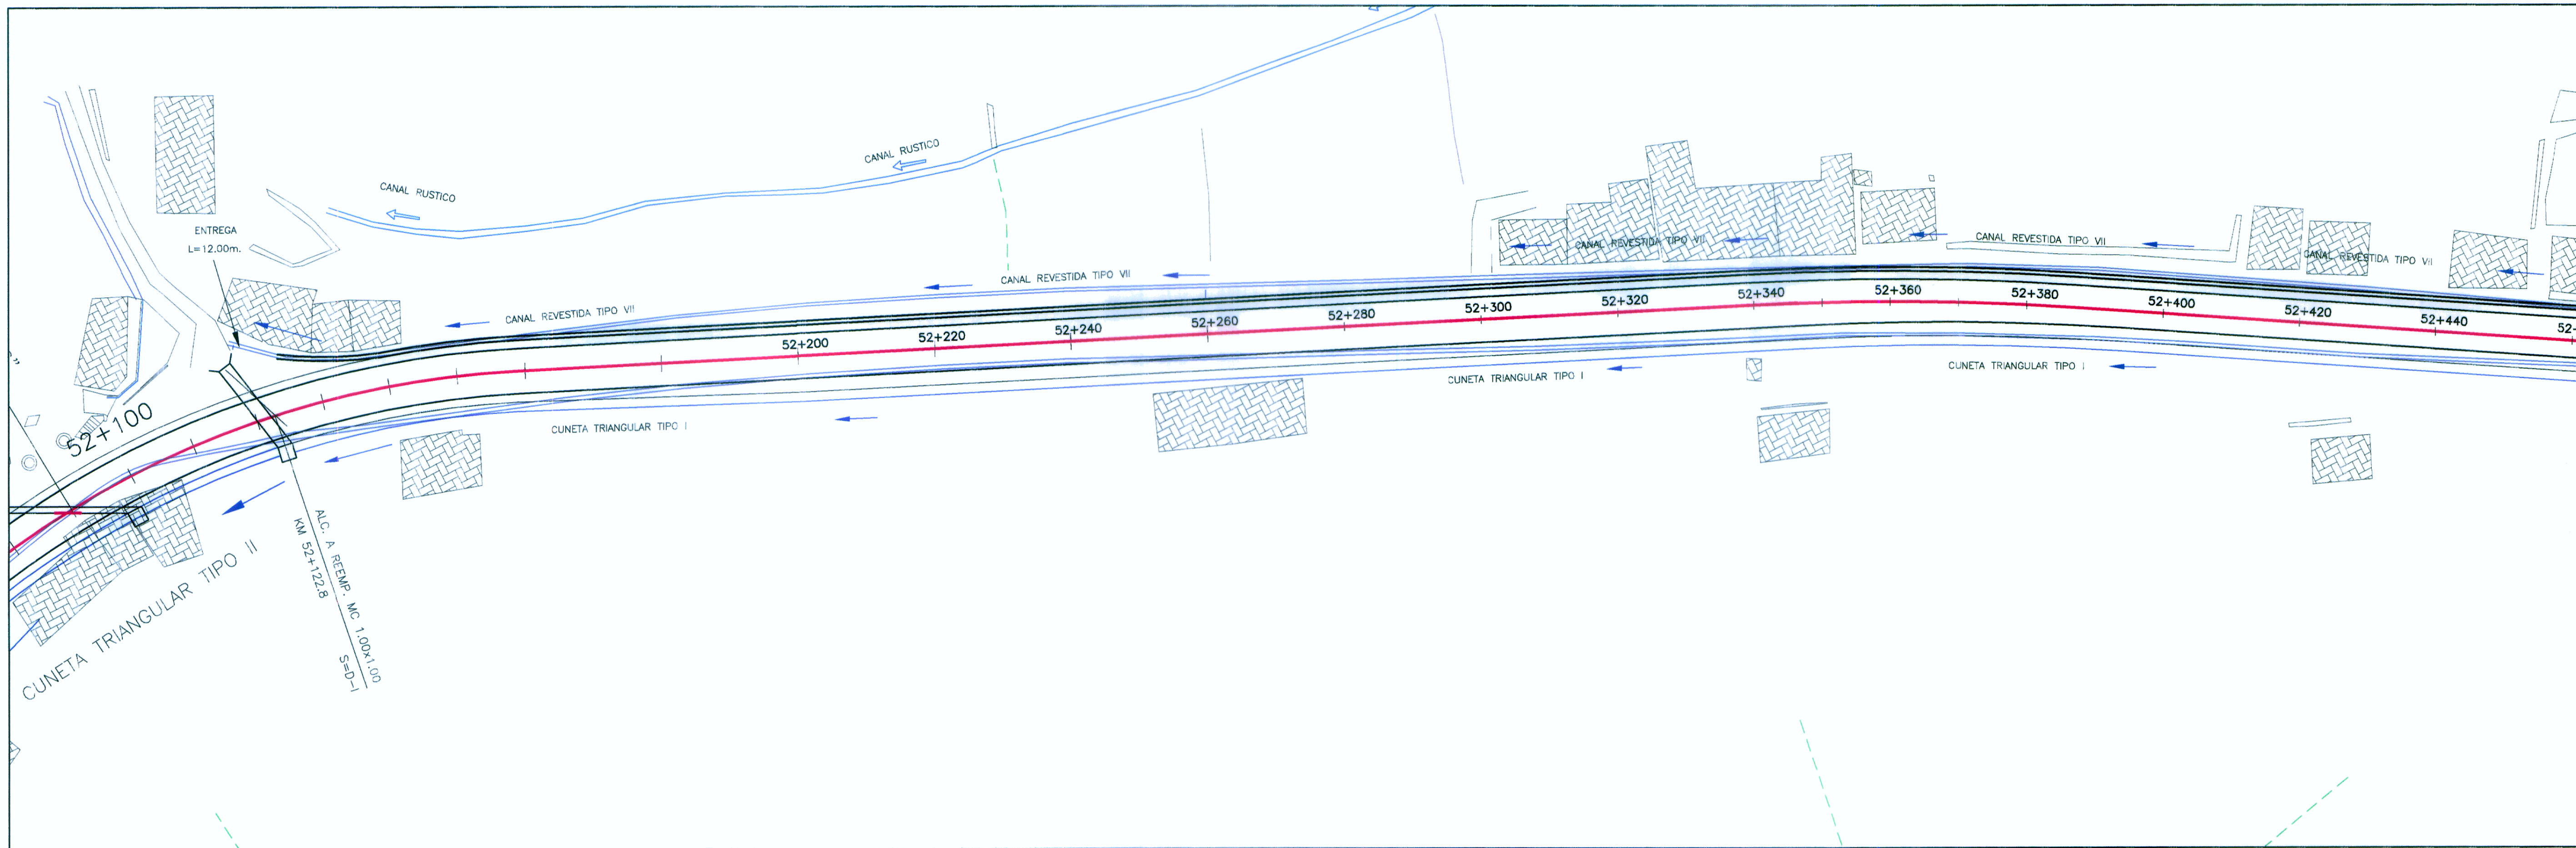 CANAL RUSTICO
CANAL RUSTICO
ENTREGA
L=12.00m.
CANAL REVESTIDA TIPO VII
CANAL REVESTIDA TIPO VII
CANAL REVESTIDA TIPO VII
CANAL REVESTIDA TIPO VII
CANAL REVESTIDA TIPO VII
52+100
52+200
52+220
52+240
52+260
52+280
52+300
52+320
52+340
52+360
52+380
52+400
52+420
52+440
52-
CUNETA TRIANGULAR TIPO I
CUNETA TRIANGULAR TIPO I
CUNETA TRIANGULAR TIPO I
CUNETA TRIANGULAR TIPO II
ALC. A REEMP. MC 1.00x1.00
KM 52+122.8
S=D-I